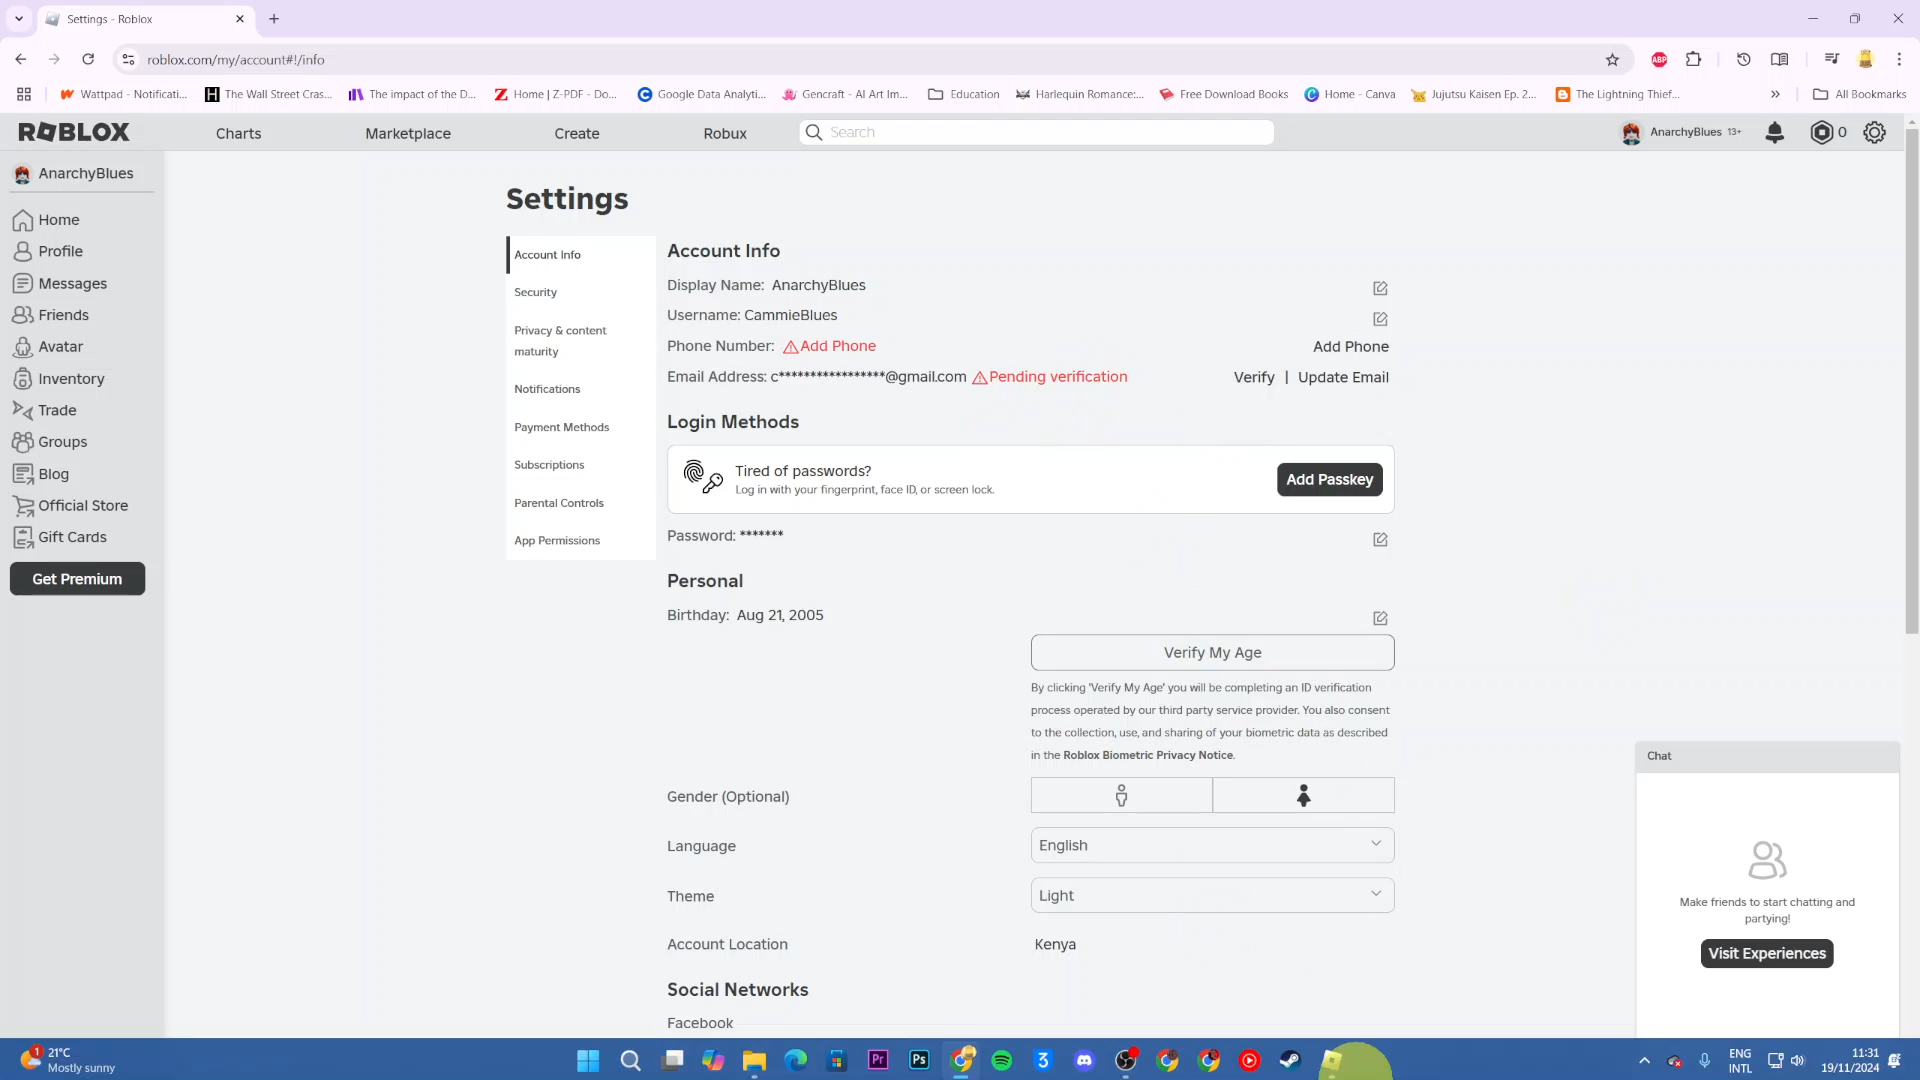 Settings - Roblox
roblox.com/my/account#!/info
ABP
Wattpad - Notificati...
The Wall Street Cras...
The impact of the D...
Home | Z-PDF - Do...
Google Data Analyti...
Gencraft - AI Art Im...
Education
Harlequin Romance:...
Free Download Books
Home - Canva
Jujutsu Kaisen Ep. 2...
The Lightning Thief...
All Bookmarks
ROBLOX
Charts
Marketplace
Create
Robux
Search
AnarchyBlues 13+
0
AnarchyBlues
Home
Profile
Messages
Friends
Avatar
Inventory
Trade
Groups
Blog
Official Store
Gift Cards
Get Premium
Settings
Account Info
Security
Privacy & content
maturity
Notifications
Payment Methods
Subscriptions
Parental Controls
App Permissions
Account Info
Display Name: AnarchyBlues
Username: CammieBlues
Phone Number: Add Phone
Add Phone
Email Address: c*****************@gmail.com Pending verification
Verify | Update Email
Login Methods
Tired of passwords?
Log in with your fingerprint, face ID, or screen lock.
Add Passkey
Password: *******
Personal
Birthday: Aug 21, 2005
Verify My Age
By clicking 'Verify My Age' you will be completing an ID verification
process operated by our third party service provider. You also consent
to the collection, use, and sharing of your biometric data as described
in the Roblox Biometric Privacy Notice.
Gender (Optional)
Language
English
Theme
Light
Account Location
Kenya
Social Networks
Facebook
Chat
Make friends to start chatting and
partying!
Visit Experiences
1
21°C
Mostly sunny
Pr
Ps
3
ENG
INTL
11:31
19/11/2024